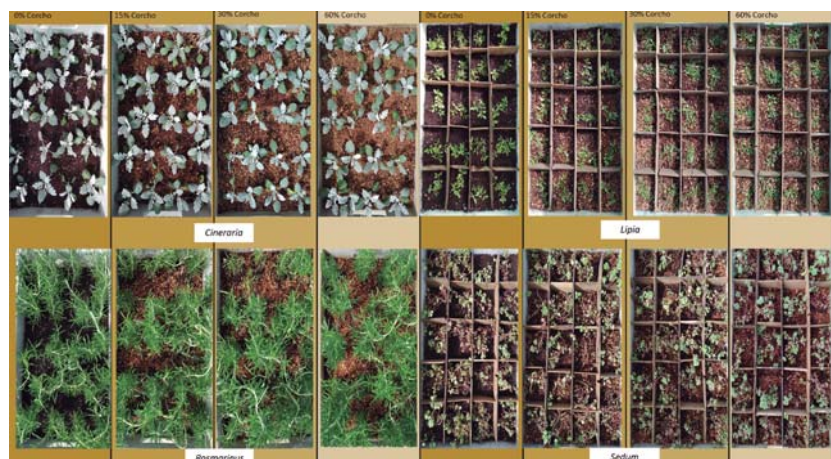 0% Corcho
15% Corcho
30% Corcho
60% Corcho
0% Corcho
15% Corcho
30% Corcho
60% Corcho
Cineraria
Lipia
Rosmarinus
Sedum